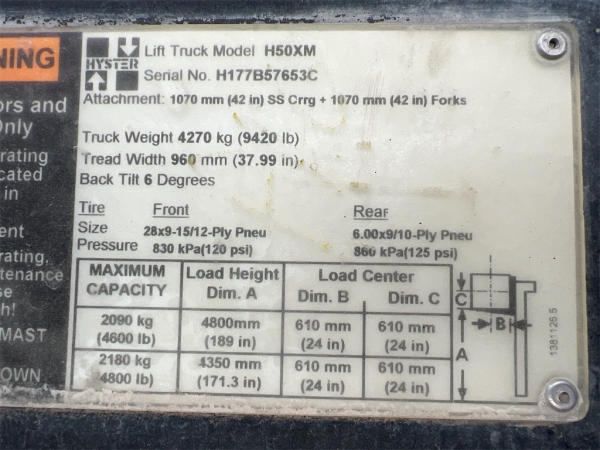 NING
ors and
Only
rating
cated
in
ent
rating,
tenance
se
h!
MAST
OWN
HYSTER
Lift Truck Model H50XM
Serial No. H177B57653C
Attachment: 1070 mm (42 in) SS Crrg + 1070 mm (42 in) Forks
Truck Weight 4270 kg (9420 lb)
Tread Width 960 mm (37.99 in)
Back Tilt 6 Degrees
Tire Front Rear
Size 28x9-15/12-Ply Pneu 6.00x9/10-Ply Pneu
Pressure 830 kPa(120 psi) 860 kPa(125 psi)
MAXIMUM CAPACITY
Load Height Dim. A
Load Center
Dim. B Dim. C
2090 kg 4800mm 610 mm 610 mm
(4600 lb) (189 in) (24 in) (24 in)
2180 kg 4350 mm 610 mm 610 mm
(4800 lb) (171.3 in) (24 in) (24 in)
C
B
A
1381126 5